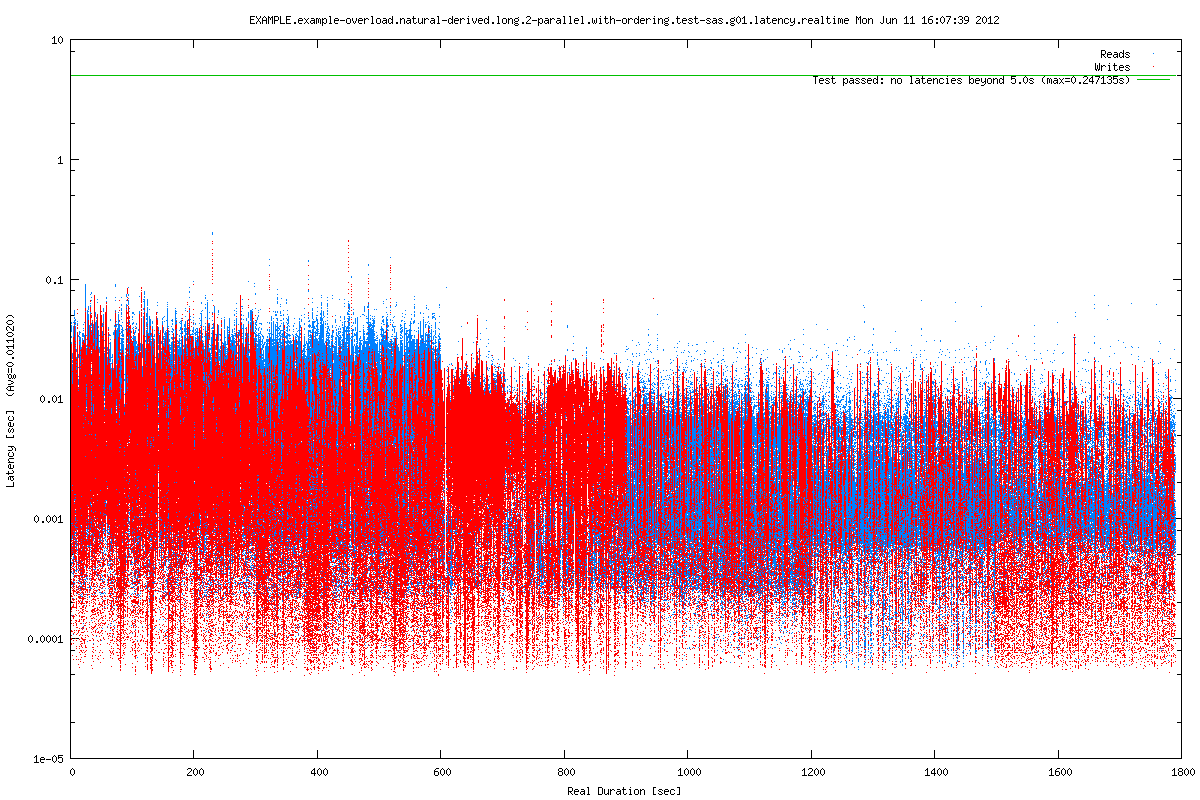 EXAMPLE.example-overload.natural-derived.long.2-parallel.with-ordering.test-sas.g01.latency.realtime Mon Jun 11 16:07:39 2012
10
Reads
Writes
Test passed: no latencies beyond 5.0s (max=0.247135s)
1
0.1
0.01
0.001
0.0001
1e-05
Latency [sec] (Avg=0.011020)
0 200 400 600 800 1000 1200 1400 1600 1800
Real Duration [sec]